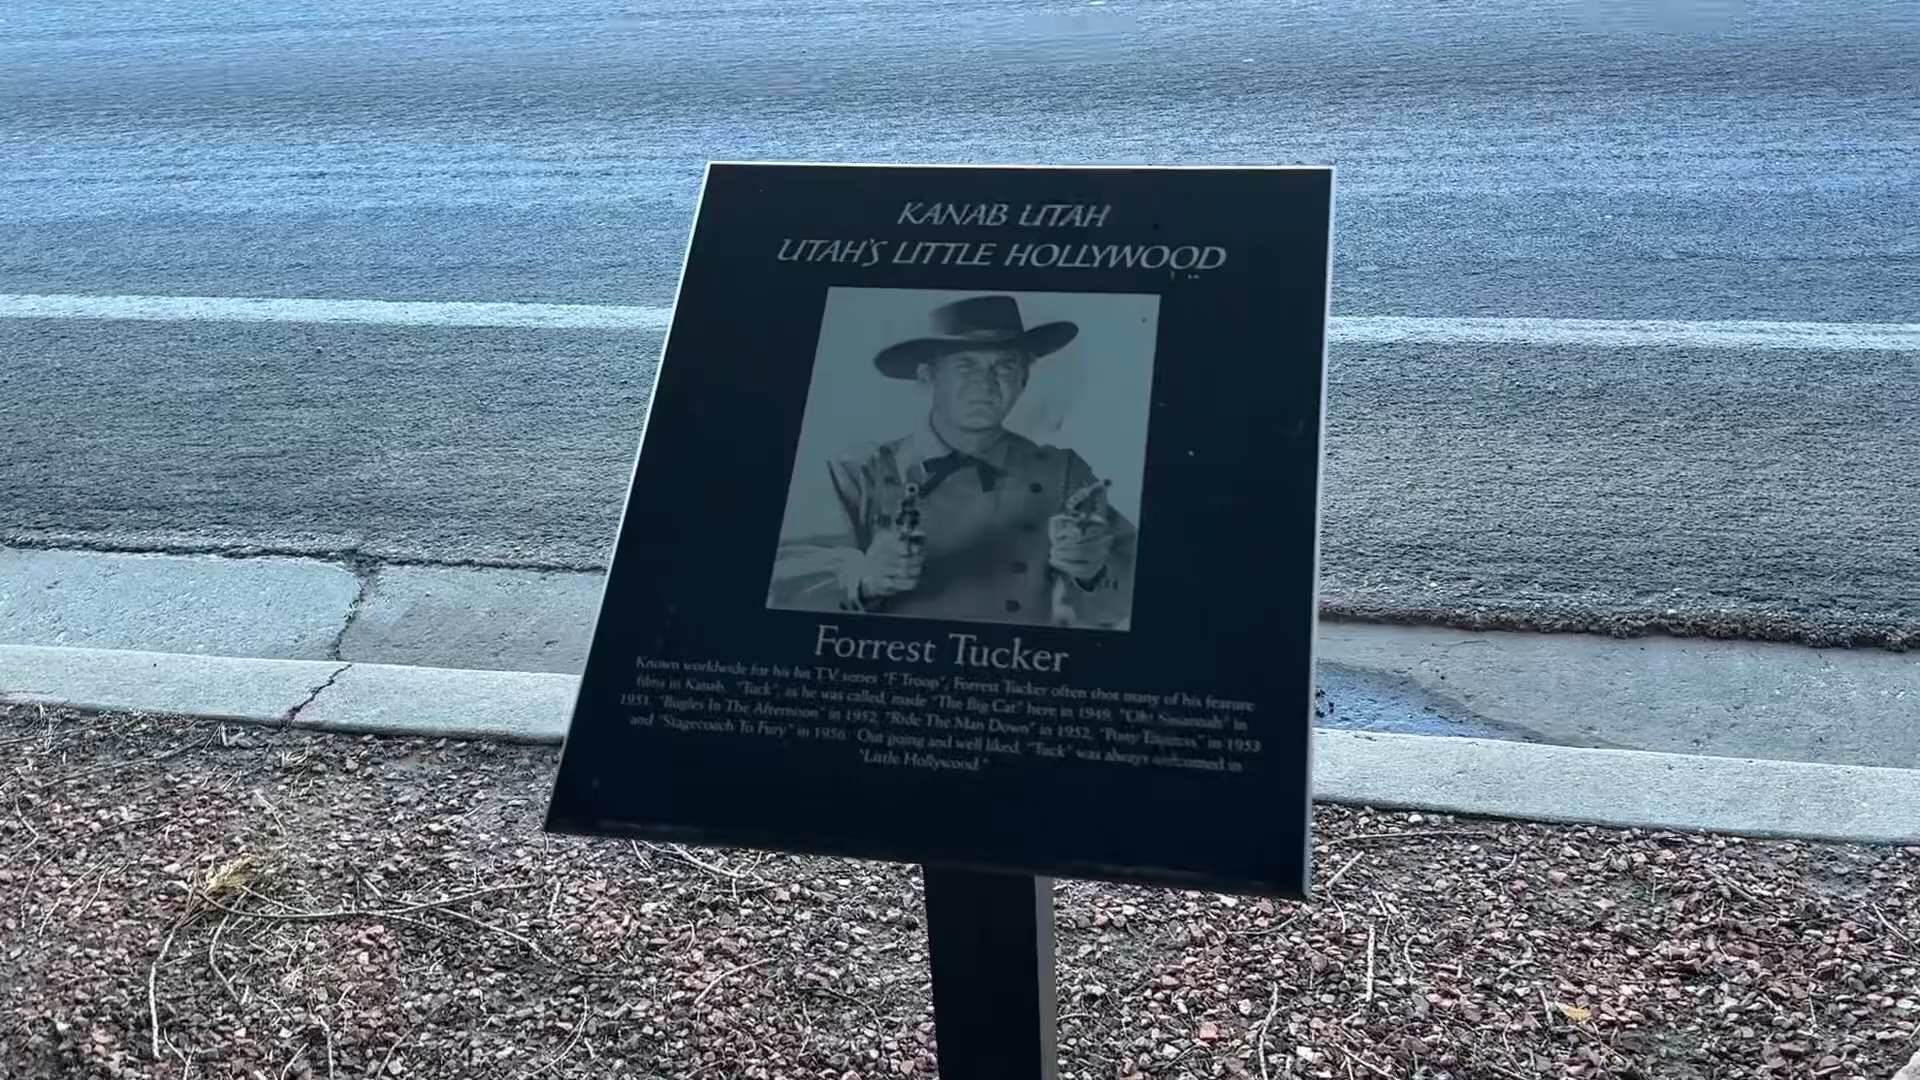 KANAB UTAH
UTAH'S LITTLE HOLLYWOOD
Forrest Tucker
Known worldwide for his hit TV series "F Troop", Forrest Tucker often shot many of his feature
films in Kanab. "Tuck", as he was called, made "The Big Cat" here in 1949, "Oh! Susannah" in
1951, "Bugles In The Afternoon" in 1952, "Ride The Man Down" in 1952, "Pony Express" in 1953
and "Stagecoach To Fury" in 1956. Out going and well liked, "Tuck" was always welcomed in
"Little Hollywood."